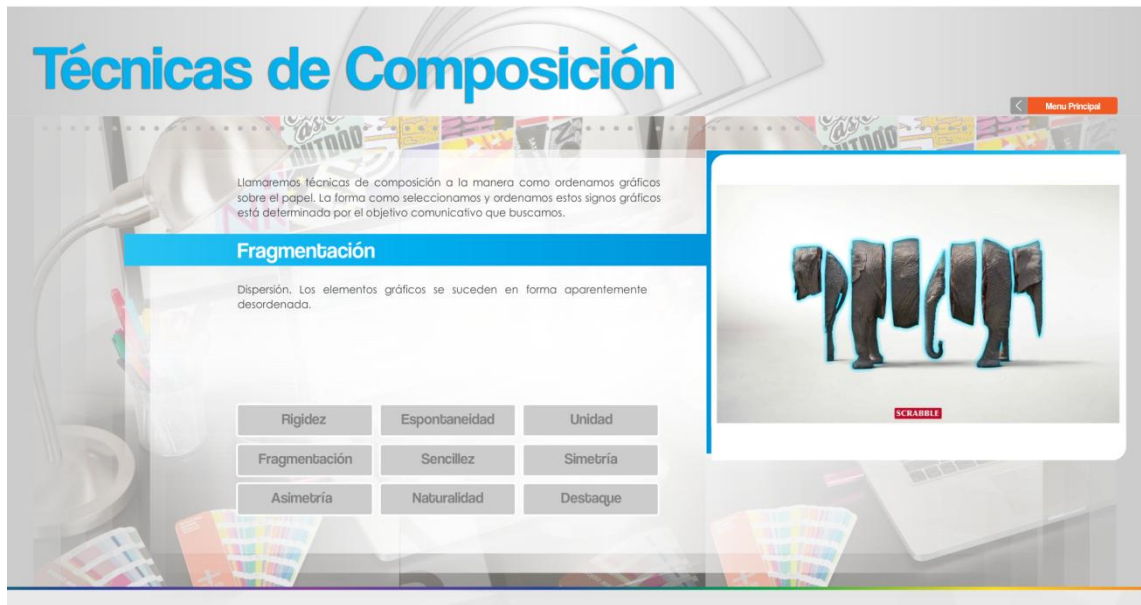 Técnicas de Composición
Menu Principal
Llamaremos técnicas de composición a la manera como ordenamos gráficos
sobre el papel. La forma como seleccionamos y ordenamos estos signos gráficos
está determinada por el objetivo comunicativo que buscamos.
Fragmentación
Dispersión. Los elementos gráficos se suceden en forma aparentemente
desordenada.
SCRABBLE
Rigidez Espontaneidad Unidad
Fragmentación Sencillez Simetría
Asimetría Naturalidad Destaque